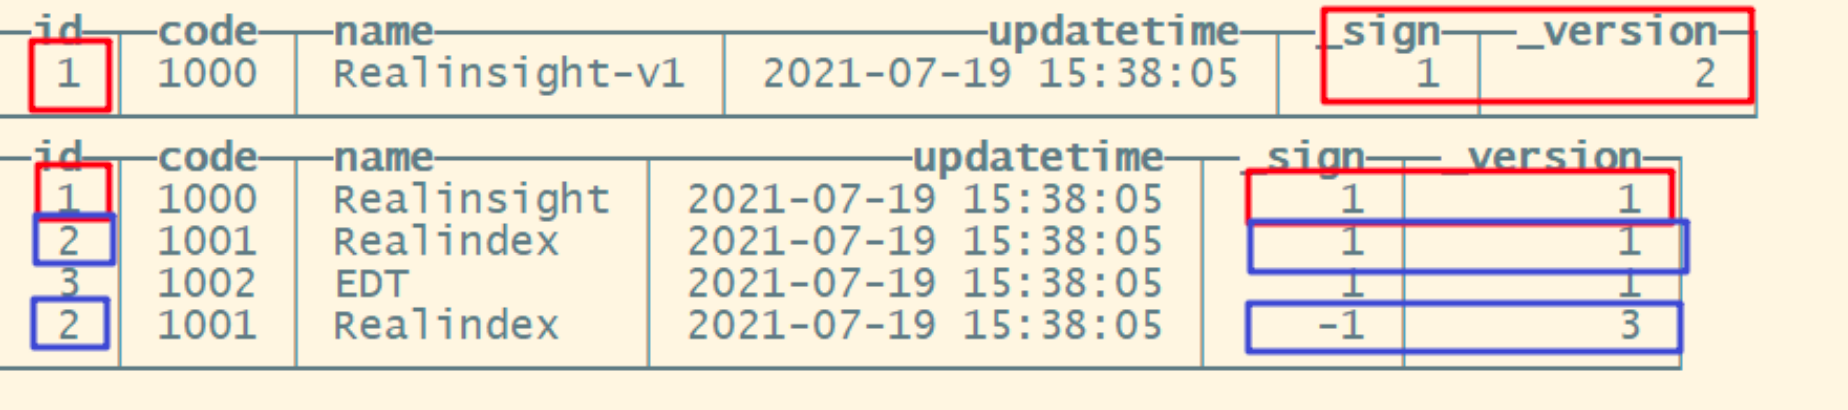 id code name updatetime _sign _version
1 1000 Realinsight-v1 2021-07-19 15:38:05 1 2
id code name updatetime _sign _version
1 1000 Realinsight 2021-07-19 15:38:05 1 1
2 1001 Realindex 2021-07-19 15:38:05 1 1
3 1002 EDT 2021-07-19 15:38:05 1 1
2 1001 Realindex 2021-07-19 15:38:05 -1 3